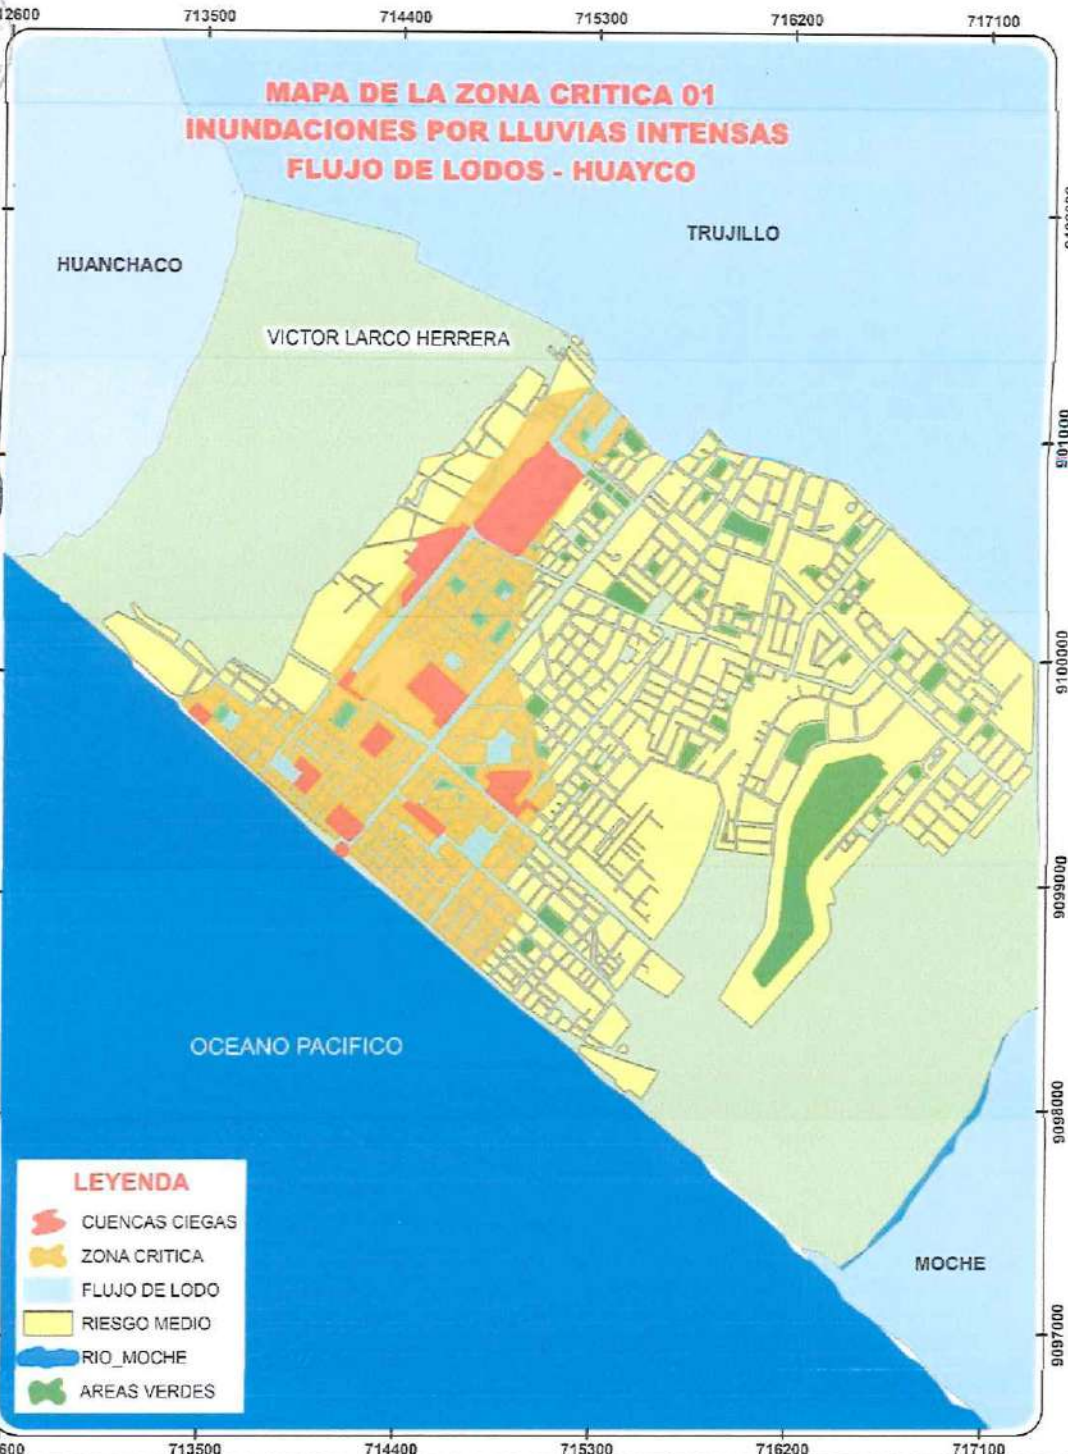 713500 714400 715300 716200 717100
MAPA DE LA ZONA CRITICA 01
INUNDACIONES POR LLUVIAS INTENSAS
FLUJO DE LODOS - HUAYCO
TRUJILLO
HUANCHACO
VICTOR LARCO HERRERA
9101000
9100000
9099000
OCEANO PACIFICO
9098000
LEYENDA
CUENCAS CIEGAS
ZONA CRITICA
FLUJO DE LODO
RIESGO MEDIO
RIO_MOCHE
AREAS VERDES
MOCHE
9097000
713500 714400 715300 716200 717100